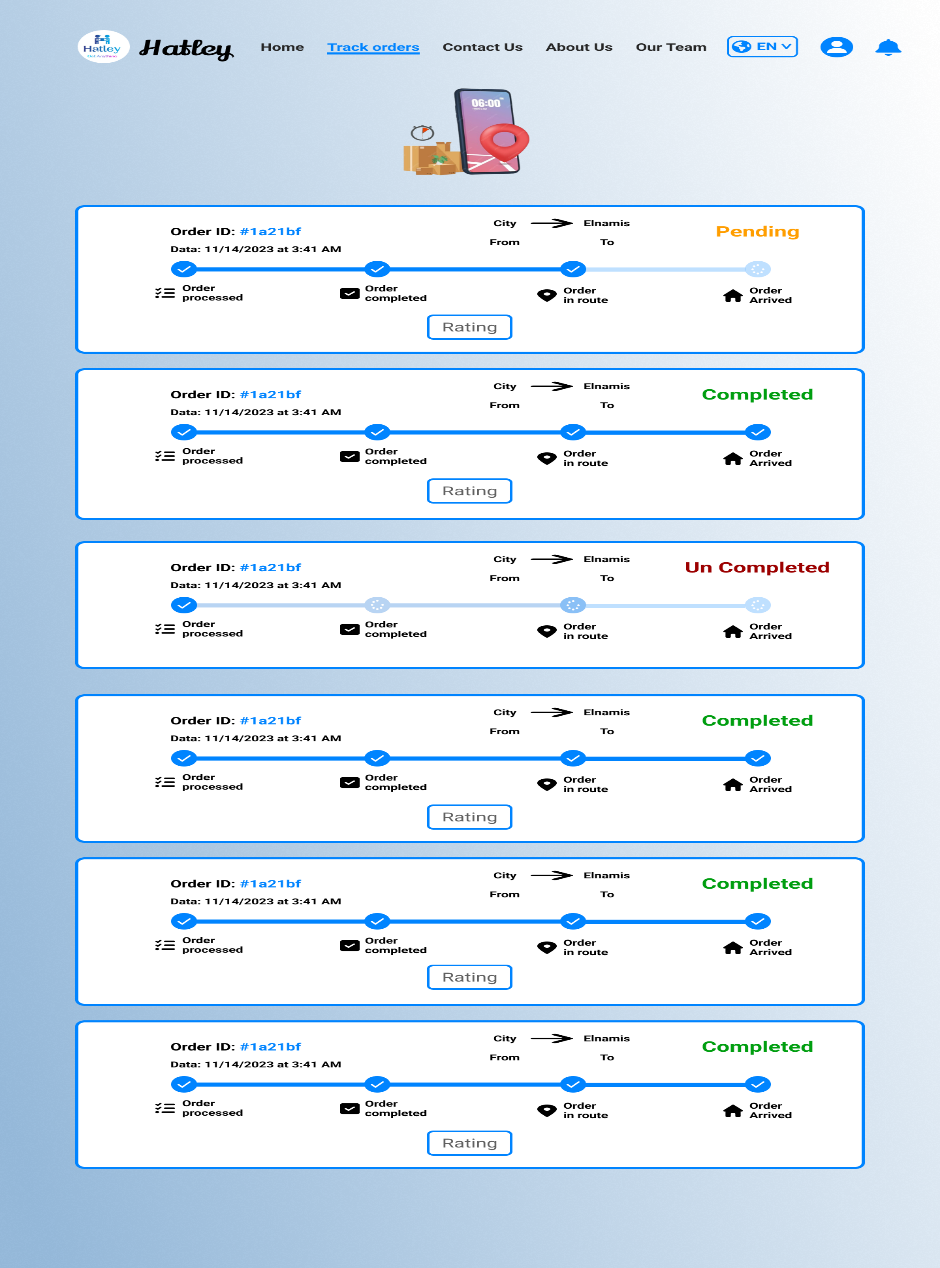 Hatley
Hatley
Home
Track orders
Contact Us
About Us
Our Team
EN
06:00
Order ID: #1a21bf
Data: 11/14/2023 at 3:41 AM
City
Elnamis
From
To
Pending
Order
processed
Order
completed
Order
in route
Order
Arrived
Rating
Order ID: #1a21bf
Data: 11/14/2023 at 3:41 AM
City
Elnamis
From
To
Completed
Order
processed
Order
completed
Order
in route
Order
Arrived
Rating
Order ID: #1a21bf
Data: 11/14/2023 at 3:41 AM
City
Elnamis
From
To
Un Completed
Order
processed
Order
completed
Order
in route
Order
Arrived
Order ID: #1a21bf
Data: 11/14/2023 at 3:41 AM
City
Elnamis
From
To
Completed
Order
processed
Order
completed
Order
in route
Order
Arrived
Rating
Order ID: #1a21bf
Data: 11/14/2023 at 3:41 AM
City
Elnamis
From
To
Completed
Order
processed
Order
completed
Order
in route
Order
Arrived
Rating
Order ID: #1a21bf
Data: 11/14/2023 at 3:41 AM
City
Elnamis
From
To
Completed
Order
processed
Order
completed
Order
in route
Order
Arrived
Rating